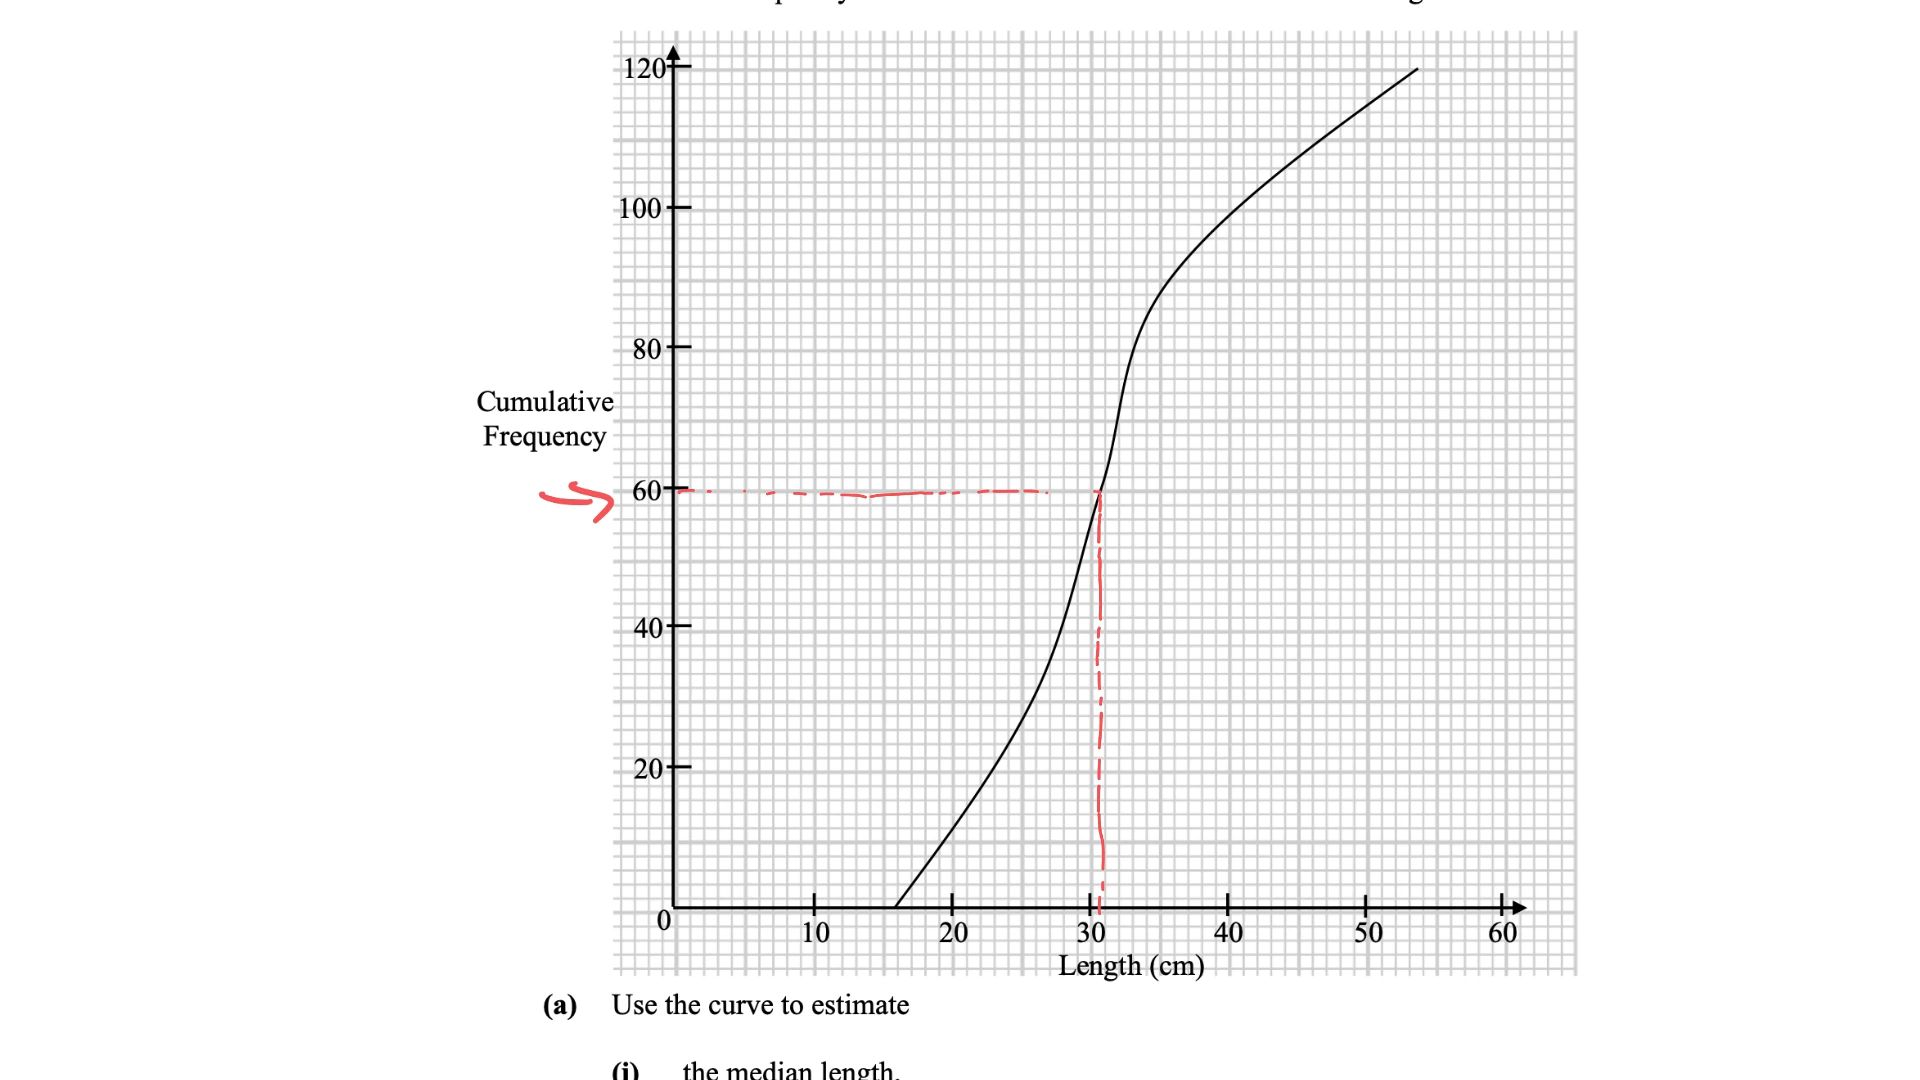 120
100
80
Cumulative
Frequency
60
40
20
0
10 20 30 40 50 60
Length (cm)
(a) Use the curve to estimate
(i) the median length,